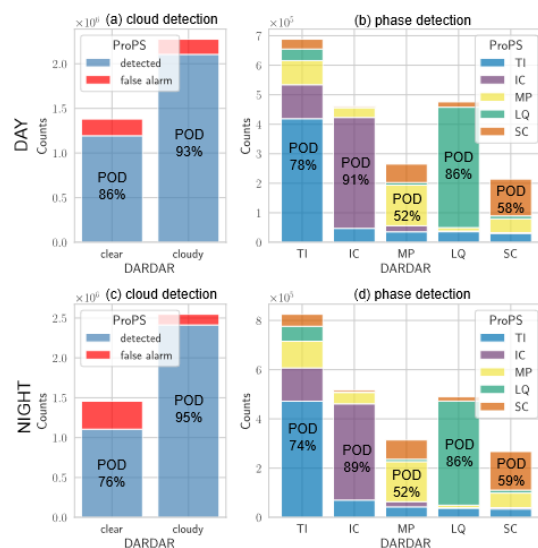 (a) cloud detection
(b) phase detection
×10⁶
×10⁵
ProPS
detected
false alarm
ProPS
TI
IC
MP
LQ
SC
DAY
Counts
2.5
2.0
1.5
1.0
0.5
0.0
POD
86%
POD
93%
clear
cloudy
DARDAR
Counts
7
6
5
4
3
2
1
0
POD
78%
POD
91%
POD
52%
POD
86%
POD
58%
TI
IC
MP
LQ
SC
DARDAR
(c) cloud detection
(d) phase detection
×10⁶
×10⁵
ProPS
detected
false alarm
ProPS
TI
IC
MP
LQ
SC
NIGHT
Counts
2.5
2.0
1.5
1.0
0.5
0.0
POD
76%
POD
95%
clear
cloudy
DARDAR
Counts
8
6
4
2
0
POD
74%
POD
89%
POD
52%
POD
86%
POD
59%
TI
IC
MP
LQ
SC
DARDAR